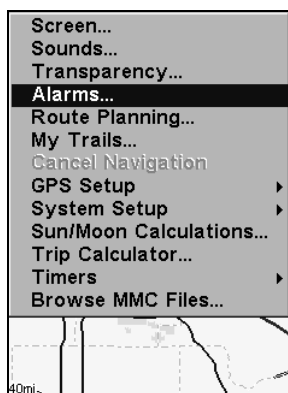 Screen...
Sounds...
Transparency...
Alarms...
Route Planning...
My Trails...
Cancel Navigation
GPS Setup
System Setup
Sun/Moon Calculations...
Trip Calculator...
Timers
Browse MMC Files...
40mi